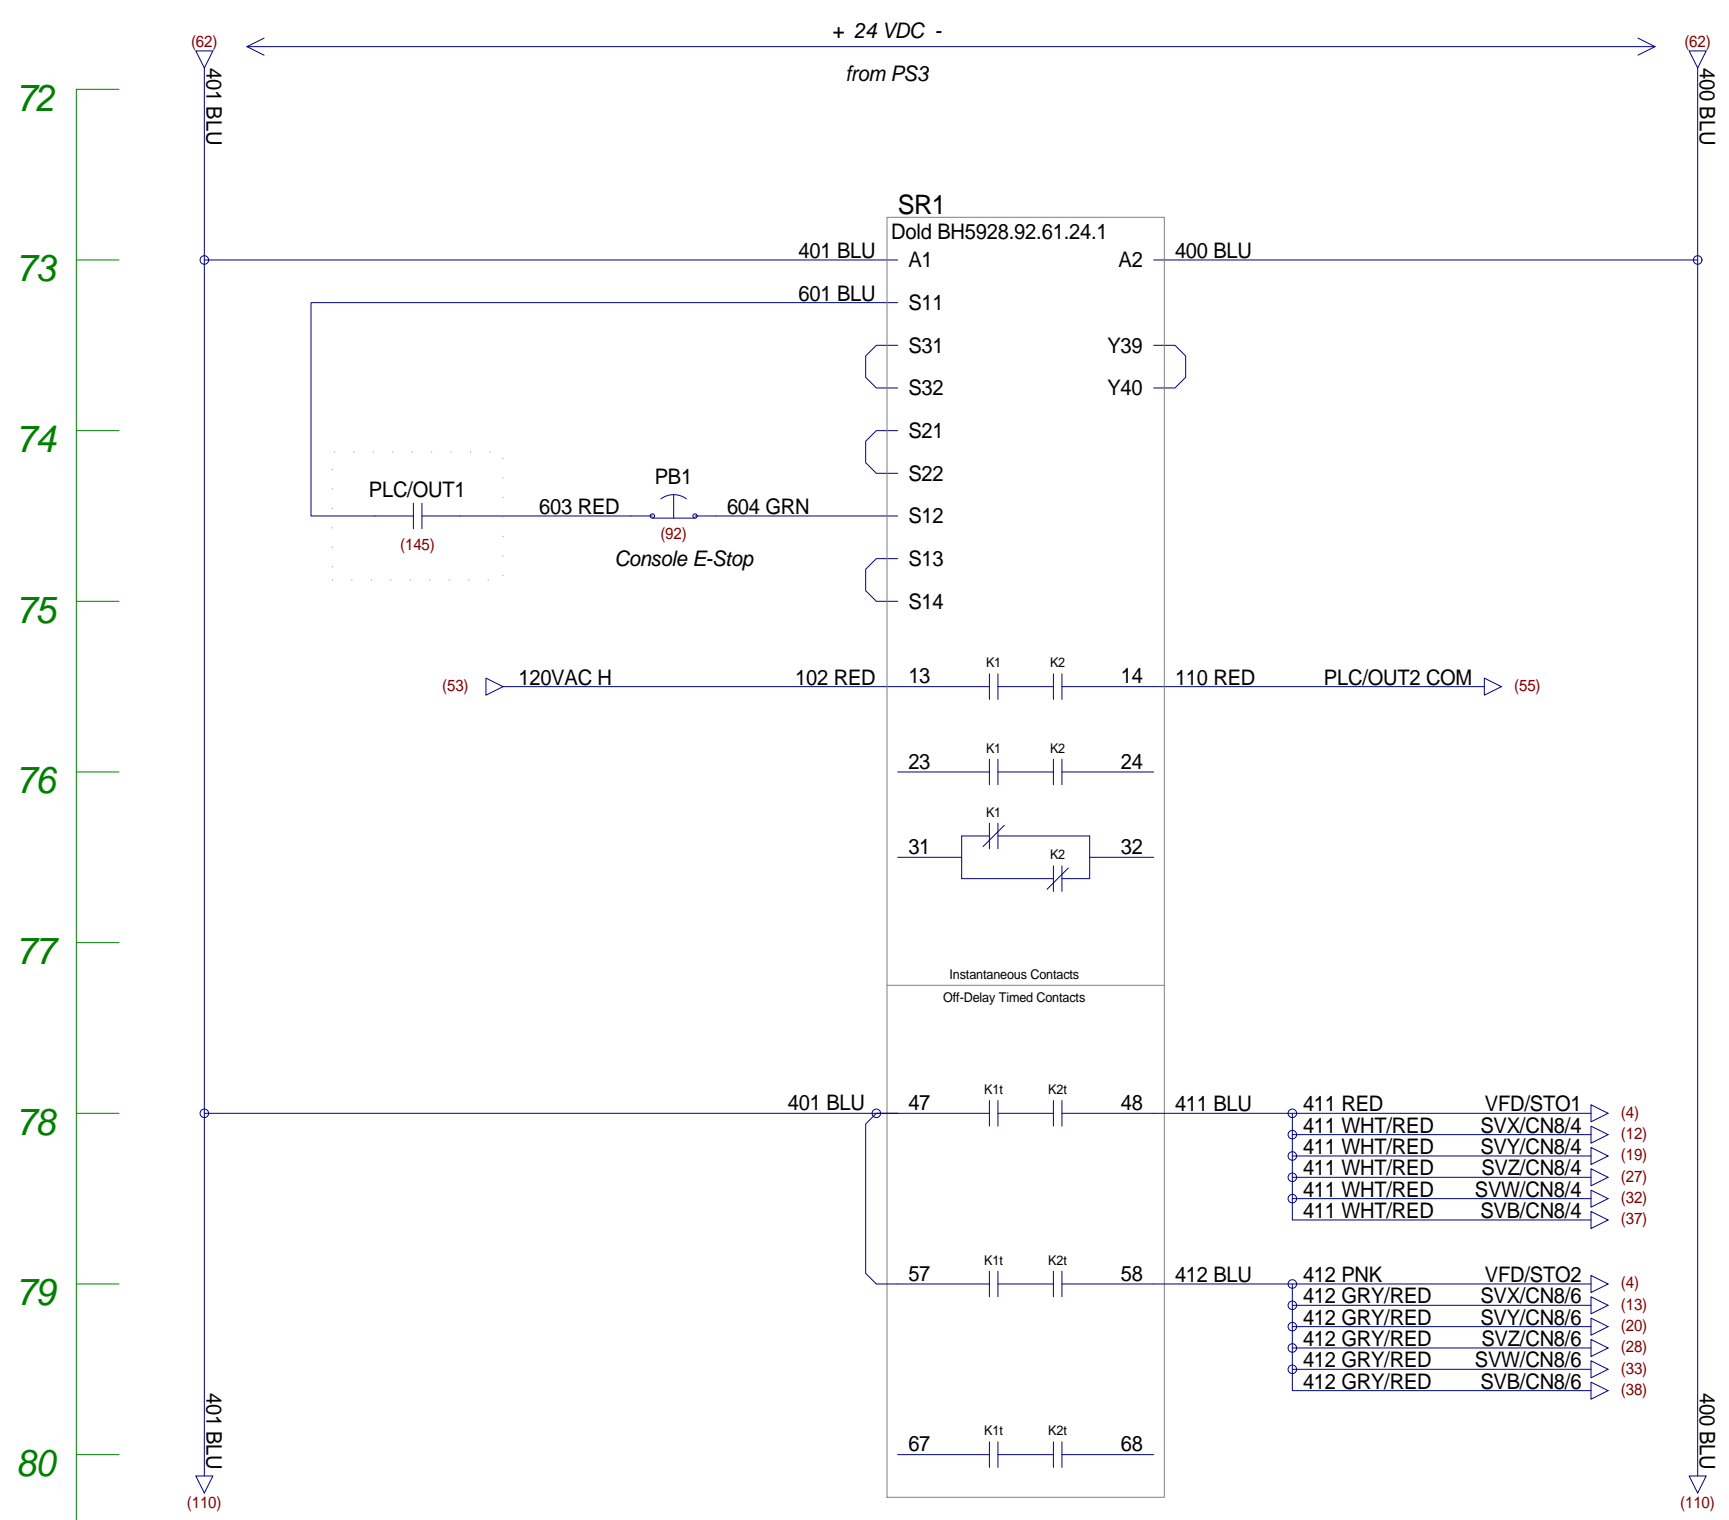 + 24 VDC -
(62)
(62)
from PS3
401 BLU
400 BLU
72
SR1
Dold BH5928.92.61.24.1
73
401 BLU
A1
A2
400 BLU
601 BLU
S11
S31
Y39
S32
Y40
74
S21
S22
PLC/OUT1
PB1
603 RED
604 GRN
S12
(145)
(92)
Console E-Stop
S13
75
S14
K1 K2
(53)
120VAC H
102 RED
13
14
110 RED
PLC/OUT2 COM
(55)
K1 K2
76
23
24
K1
31
32
K2
77
Instantaneous Contacts
Off-Delay Timed Contacts
K1t K2t
78
401 BLU
47
48
411 BLU
411 RED VFD/STO1 (4)
411 WHT/RED SVX/CN8/4 (12)
411 WHT/RED SVY/CN8/4 (19)
411 WHT/RED SVZ/CN8/4 (27)
411 WHT/RED SVW/CN8/4 (32)
411 WHT/RED SVB/CN8/4 (37)
K1t K2t
79
57
58
412 BLU
412 PNK VFD/STO2 (4)
412 GRY/RED SVX/CN8/6 (13)
412 GRY/RED SVY/CN8/6 (20)
412 GRY/RED SVZ/CN8/6 (28)
412 GRY/RED SVW/CN8/6 (33)
412 GRY/RED SVB/CN8/6 (38)
401 BLU
400 BLU
K1t K2t
80
67
68
(110)
(110)